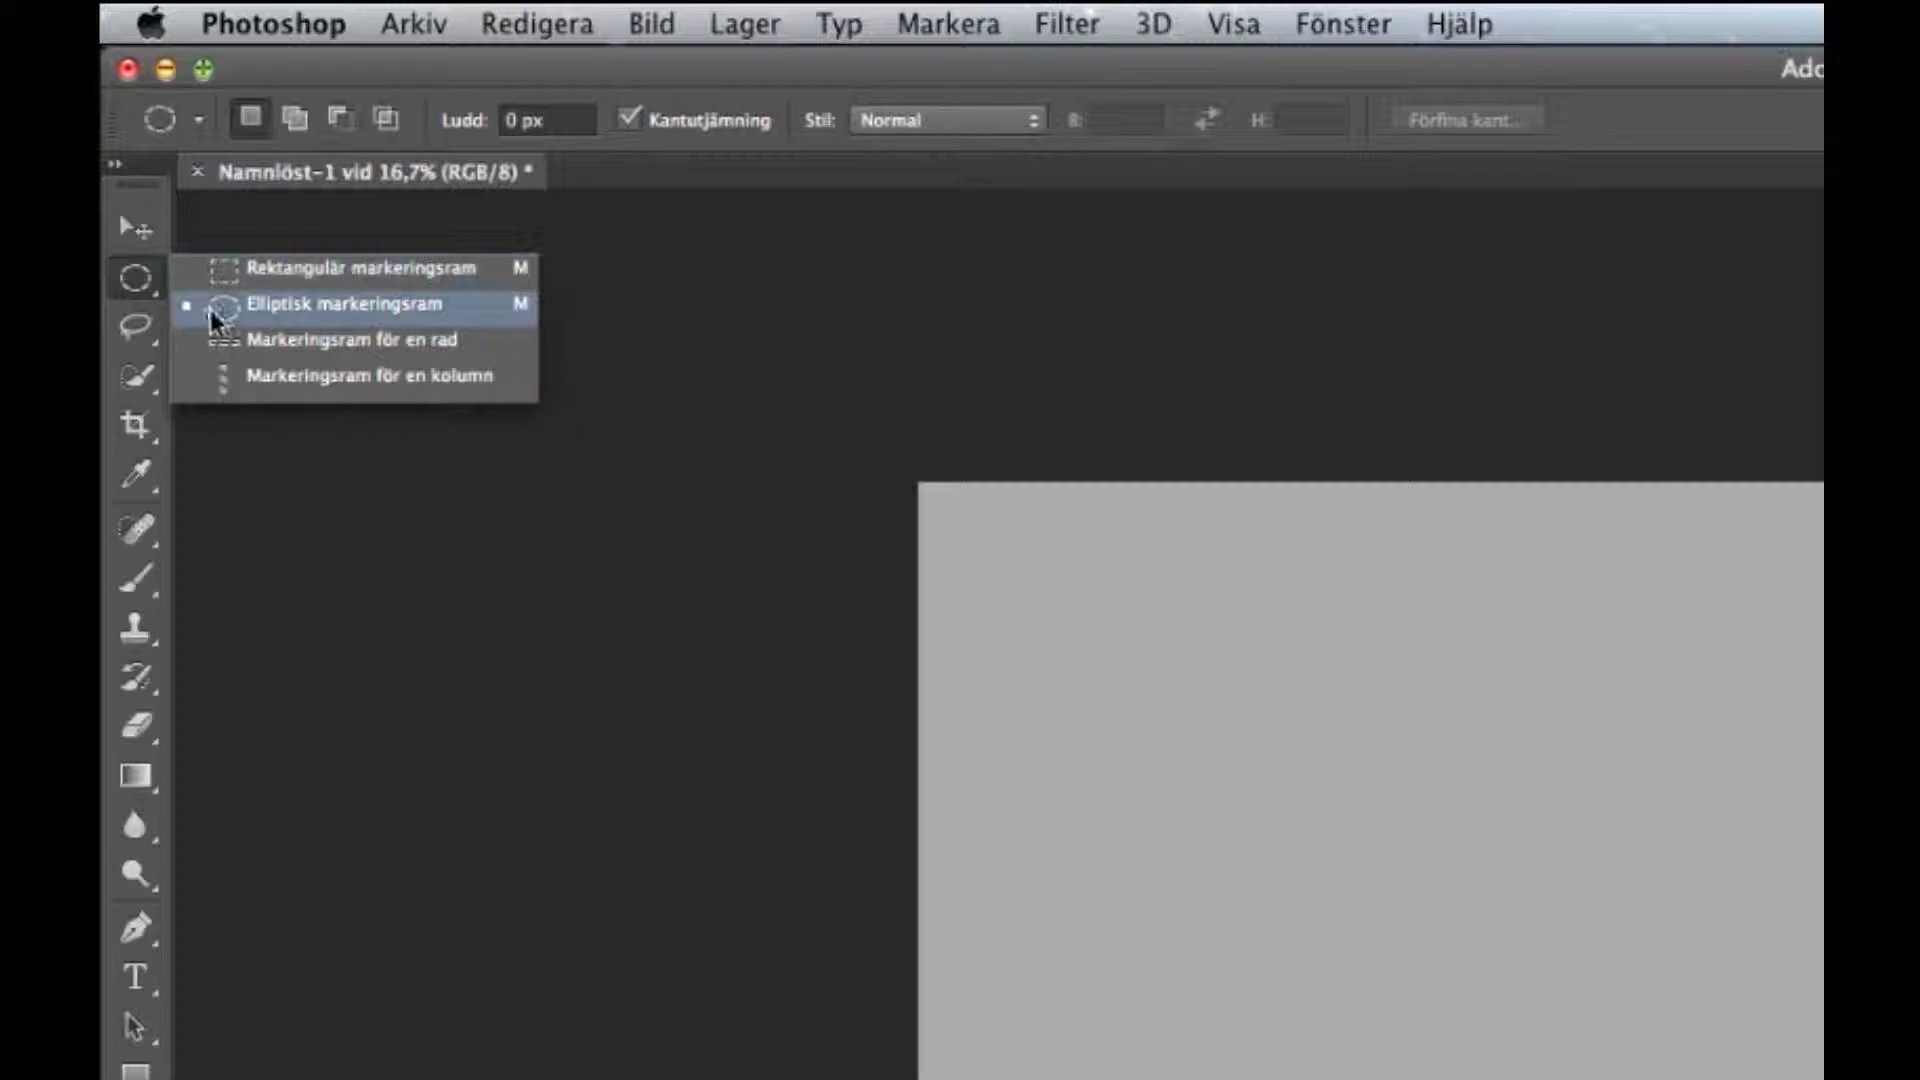 Photoshop Arkiv Redigera Bild Lager Typ Markera Filter 3D Visa Fönster Hjälp
Ludd: 0 px Kantutjämning Stil: Normal B: H: Förfina kant...
Namnlöst-1 vid 16,7% (RGB/8) *
Rektangulär markeringsram M
Elliptisk markeringsram M
Markeringsram för en rad
Markeringsram för en kolumn